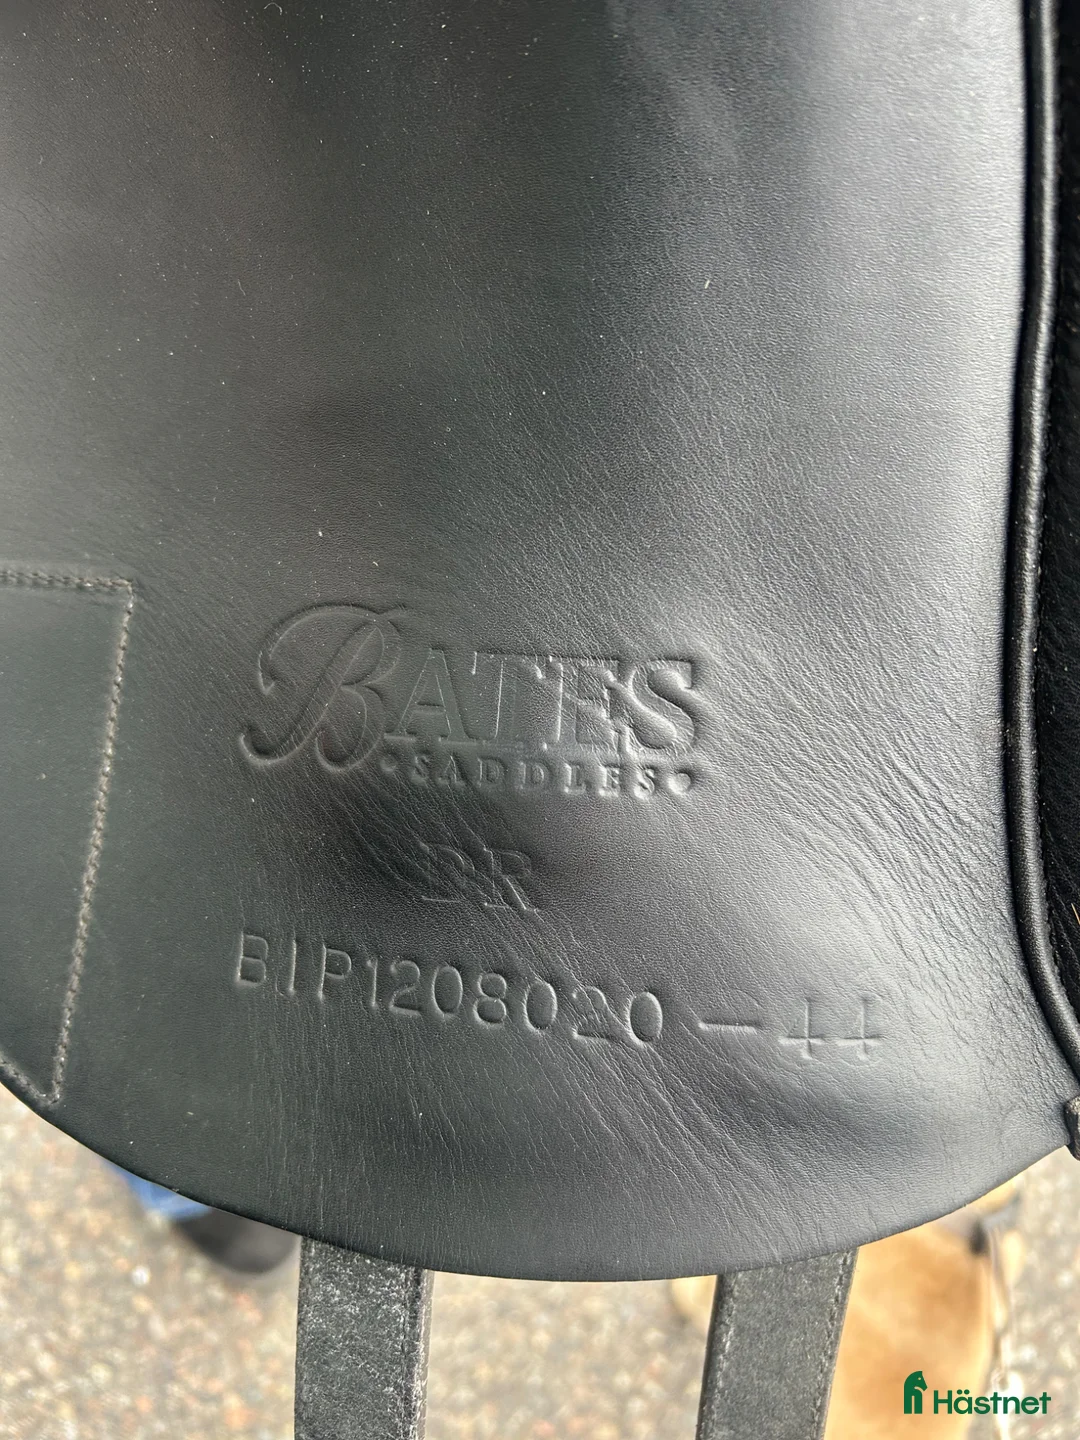 BATES
• SADDLES •
DR
BIP1208020-44
Hästnet